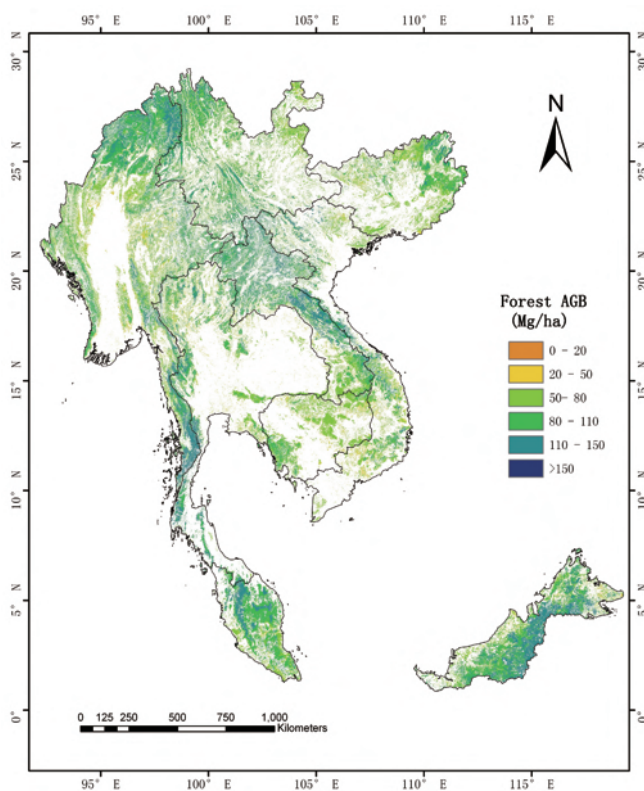 95° E 100° E 105° E 110° E 115° E
30° N
30° N
N
25° N
25° N
20° N
20° N
Forest AGB
(Mg/ha)
0 - 20
20 - 50
50- 80
80 - 110
110 - 150
>150
15° N
15° N
10° N
10° N
5° N
5° N
0° N
0° N
0 125 250 500 750 1,000
Kilometers
95° E 100° E 105° E 110° E 115° E